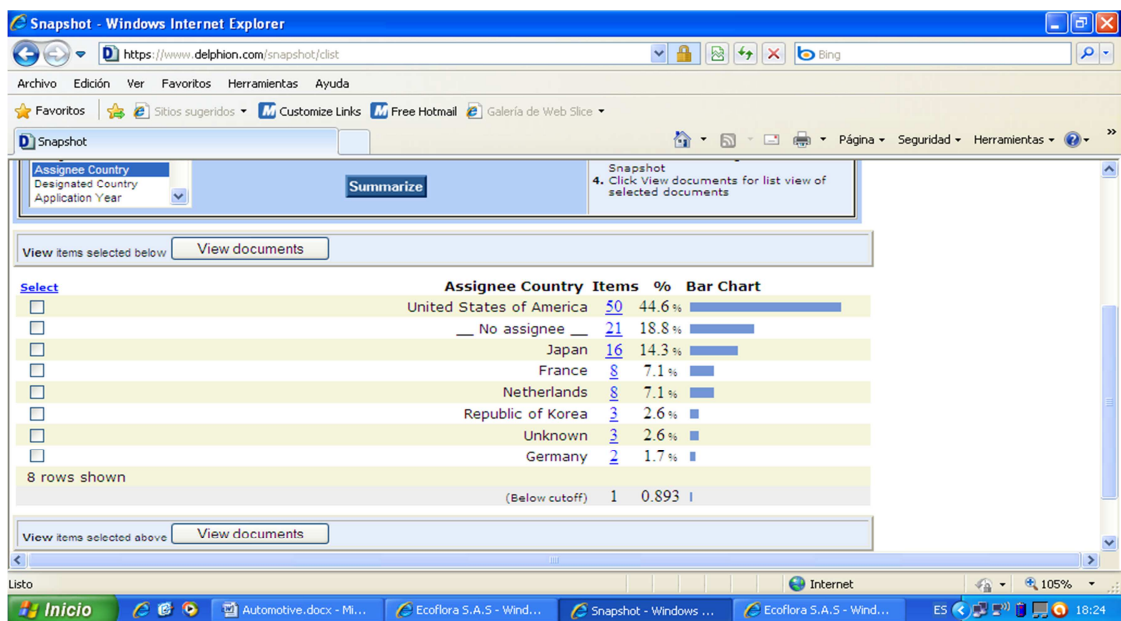 Snapshot - Windows Internet Explorer
https://www.delphion.com/snapshot/clist
Bing
Archivo Edición Ver Favoritos Herramientas Ayuda
Favoritos Sitios sugeridos Customize Links Free Hotmail Galería de Web Slice
Snapshot Página Seguridad Herramientas
Assignee Country
Designated Country
Application Year
Summarize
Snapshot
4. Click View documents for list view of
selected documents
View items selected below View documents
Select Assignee Country Items % Bar Chart
United States of America 50 44.6 %
__ No assignee __ 21 18.8 %
Japan 16 14.3 %
France 8 7.1 %
Netherlands 8 7.1 %
Republic of Korea 3 2.6 %
Unknown 3 2.6 %
Germany 2 1.7 %
8 rows shown
(Below cutoff) 1 0.893
View items selected above View documents
Listo Internet 105%
Inicio Automotive.docx - Mi... Ecoflora S.A.S - Wind... Snapshot - Windows ... Ecoflora S.A.S - Wind... ES 18:24